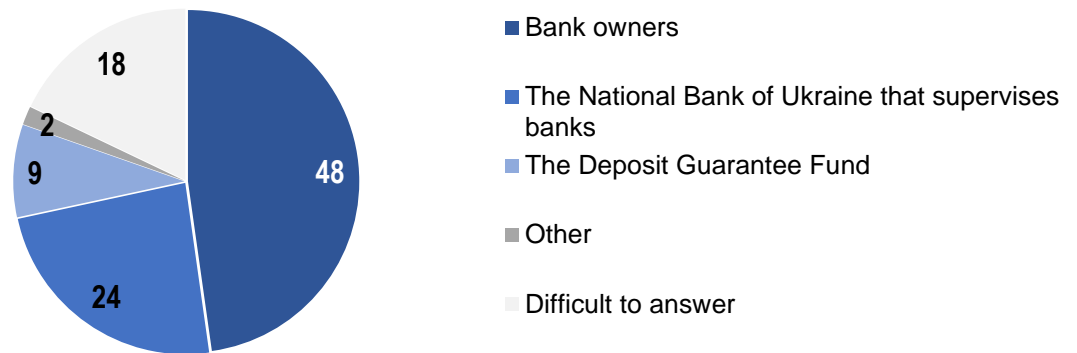 18
2
9
48
24
Bank owners
The National Bank of Ukraine that supervises
banks
The Deposit Guarantee Fund
Other
Difficult to answer